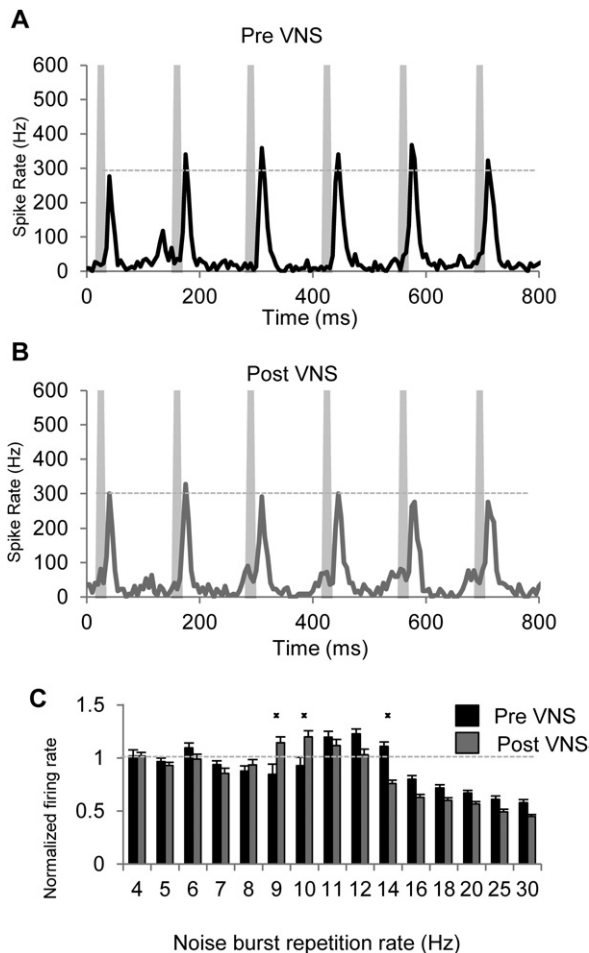 A
Pre VNS
600
500
400
300
200
100
0
Spike Rate (Hz)
0 200 400 600 800
Time (ms)
B
Post VNS
600
500
400
300
200
100
0
Spike Rate (Hz)
0 200 400 600 800
Time (ms)
C
1.5
1
0.5
0
Normalized firing rate
* * *
Pre VNS
Post VNS
4 5 6 7 8 9 10 11 12 14 16 18 20 25 30
Noise burst repetition rate (Hz)